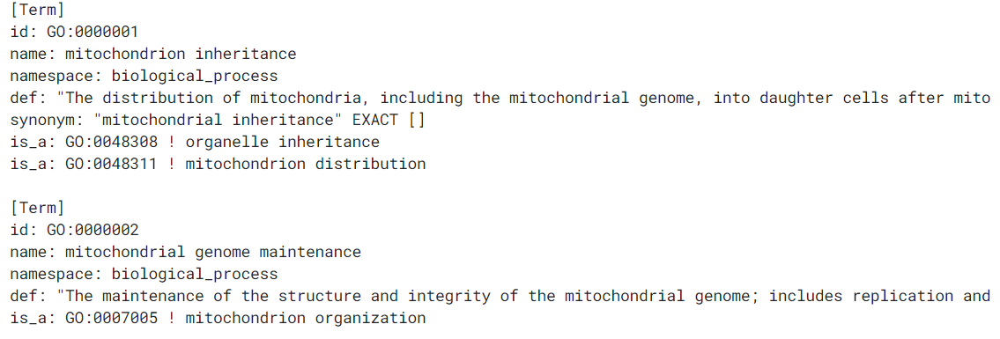 [Term]
id: GO:0000001
name: mitochondrion inheritance
namespace: biological_process
def: "The distribution of mitochondria, including the mitochondrial genome, into daughter cells after mito
synonym: "mitochondrial inheritance" EXACT []
is_a: GO:0048308 ! organelle inheritance
is_a: GO:0048311 ! mitochondrion distribution

[Term]
id: GO:0000002
name: mitochondrial genome maintenance
namespace: biological_process
def: "The maintenance of the structure and integrity of the mitochondrial genome; includes replication and
is_a: GO:0007005 ! mitochondrion organization